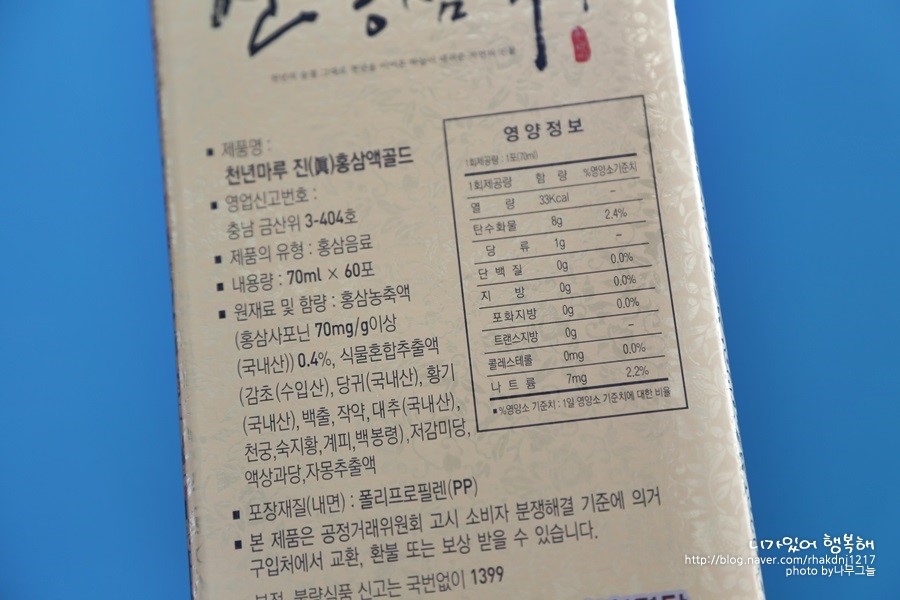 홍삼
■ 제품명 :
천년마루 진(眞)홍삼액골드
■ 영업신고번호 :
충남 금산위 3-404호
■ 제품의 유형 : 홍삼음료
■ 내용량 : 70ml × 60포
■ 원재료 및 함량 : 홍삼농축액
(홍삼사포닌 70mg/g이상
(국내산)) 0.4%, 식물혼합추출액
(감초(수입산), 당귀(국내산), 황기
(국내산), 백출, 작약, 대추(국내산),
천궁,숙지황,계피,백봉령),저감미당,
액상과당,자몽추출액
■ 포장재질(내면) : 폴리프로필렌(PP)
■ 본 제품은 공정거래위원회 고시 소비자 분쟁해결 기준에 의거
구입처에서 교환, 환불 또는 보상 받을 수 있습니다.
부정, 불량식품 신고는 국번없이 1399
영양정보
1회제공량 : 1포(70ml)
1회제공량 함 량 %영양소기준치
열 량 33Kcal -
탄수화물 8g 2.4%
당 류 1g -
단 백 질 0g 0.0%
지 방 0g 0.0%
포화지방 0g 0.0%
트랜스지방 0g -
콜레스테롤 0mg 0.0%
나 트 륨 7mg 2.2%
■ %영양소 기준치 : 1일 영양소 기준치에 대한 비율
니가있어 행복해
http://blog.naver.com/rhakdnj1217
photo by나무그늘